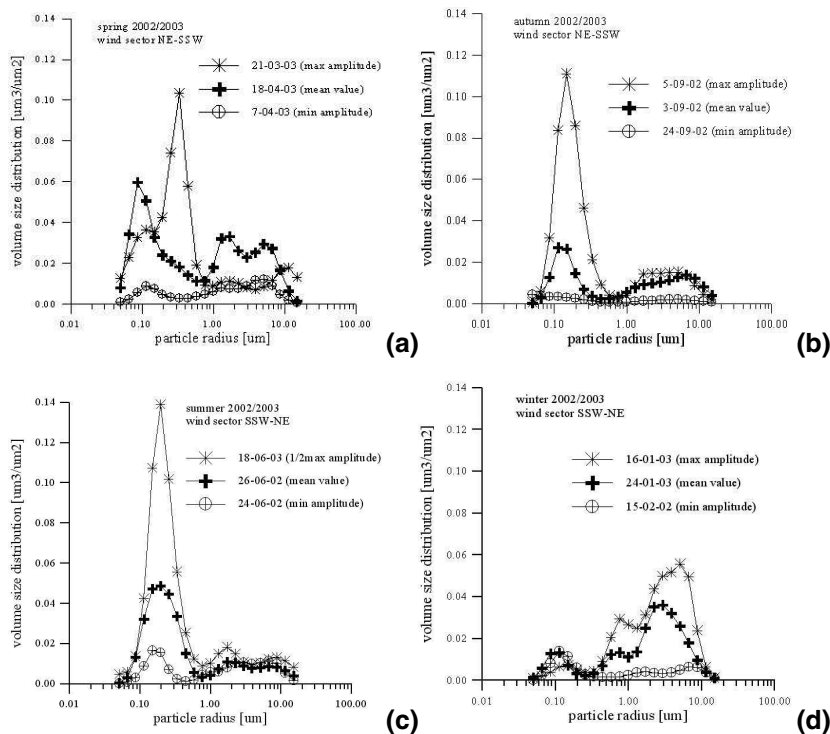 spring 2002/2003
wind sector NE-SSW
21-03-03 (max amplitude)
18-04-03 (mean value)
7-04-03 (min amplitude)
volume size distribution [um3/um2]
0.14
0.12
0.10
0.08
0.06
0.04
0.02
0.00
0.01 0.10 1.00 10.00 100.00
particle radius [um]
(a)
autumn 2002/2003
wind sector NE-SSW
5-09-02 (max amplitude)
3-09-02 (mean value)
24-09-02 (min amplitude)
volume size distribution [um3/um2]
0.14
0.12
0.10
0.08
0.06
0.04
0.02
0.00
0.01 0.10 1.00 10.00 100.00
particle radius [um]
(b)
summer 2002/2003
wind sector SSW-NE
18-06-03 (1/2max amplitude)
26-06-02 (mean value)
24-06-02 (min amplitude)
volume size distribution [um3/um2]
0.14
0.12
0.10
0.08
0.06
0.04
0.02
0.00
0.01 0.10 1.00 10.00 100.00
particle radius [um]
(c)
winter 2002/2003
wind sector SSW-NE
16-01-03 (max amplitude)
24-01-03 (mean value)
15-02-02 (min amplitude)
volume size distribution [um3/um2]
0.14
0.12
0.10
0.08
0.06
0.04
0.02
0.00
0.01 0.10 1.00 10.00 100.00
particle radius [um]
(d)